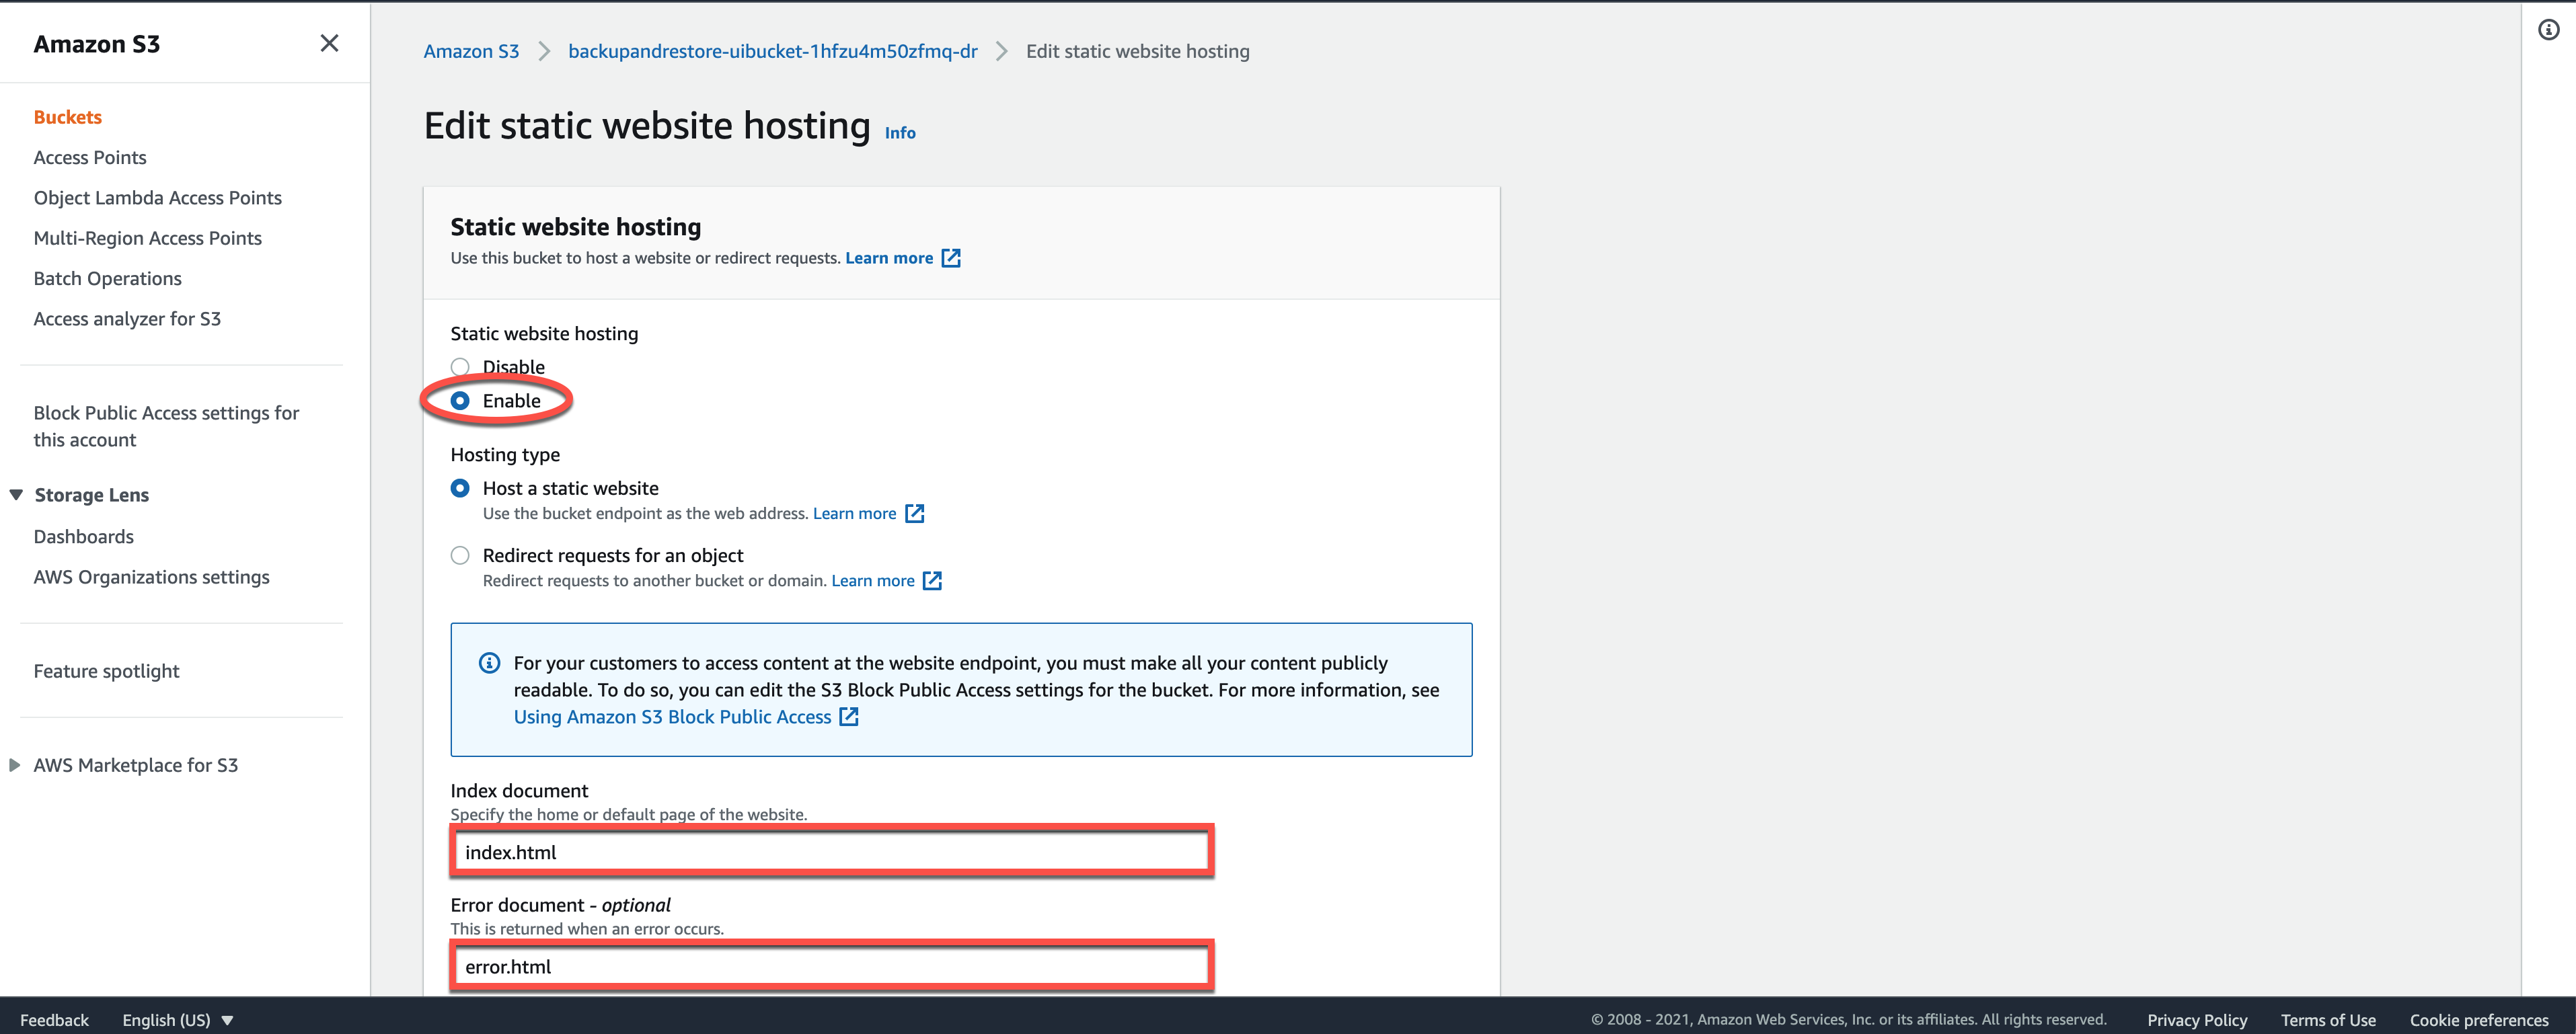 Amazon S3
Buckets
Access Points
Object Lambda Access Points
Multi-Region Access Points
Batch Operations
Access analyzer for S3
Block Public Access settings for
this account
Storage Lens
Dashboards
AWS Organizations settings
Feature spotlight
AWS Marketplace for S3
Amazon S3 > backupandrestore-uibucket-1hfzu4m50zfmq-dr > Edit static website hosting
Edit static website hosting Info
Static website hosting
Use this bucket to host a website or redirect requests. Learn more
Static website hosting
Disable
Enable
Hosting type
Host a static website
Use the bucket endpoint as the web address. Learn more
Redirect requests for an object
Redirect requests to another bucket or domain. Learn more
For your customers to access content at the website endpoint, you must make all your content publicly
readable. To do so, you can edit the S3 Block Public Access settings for the bucket. For more information, see
Using Amazon S3 Block Public Access
Index document
Specify the home or default page of the website.
index.html
Error document - optional
This is returned when an error occurs.
error.html
Feedback English (US) © 2008 - 2021, Amazon Web Services, Inc. or its affiliates. All rights reserved. Privacy Policy Terms of Use Cookie preferences